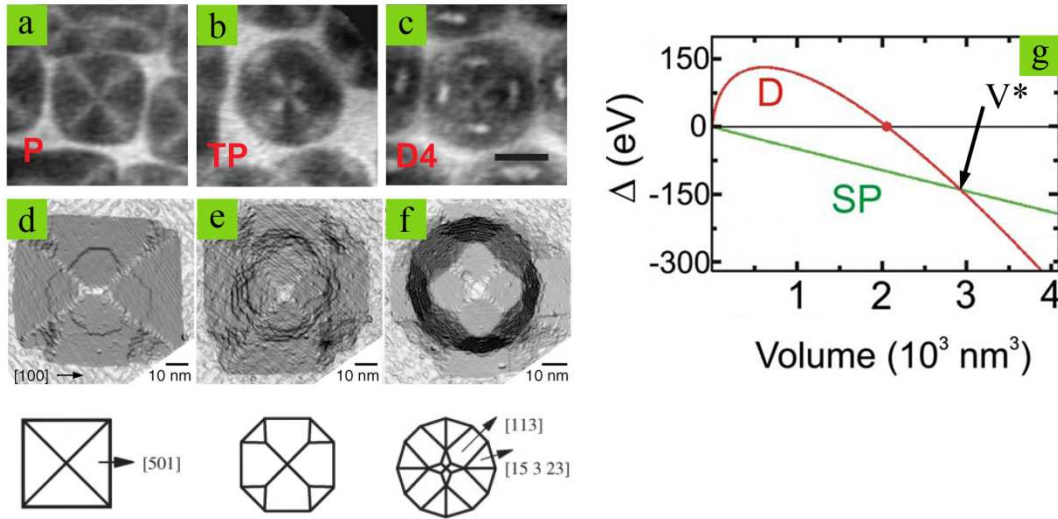 a
P
b
TP
c
D4
d
[100]
10 nm
e
10 nm
f
10 nm
[501]
[113]
[15 3 23]
g
150
0
-150
-300
Δ (eV)
D
SP
V*
1
2
3
4
Volume (10³ nm³)